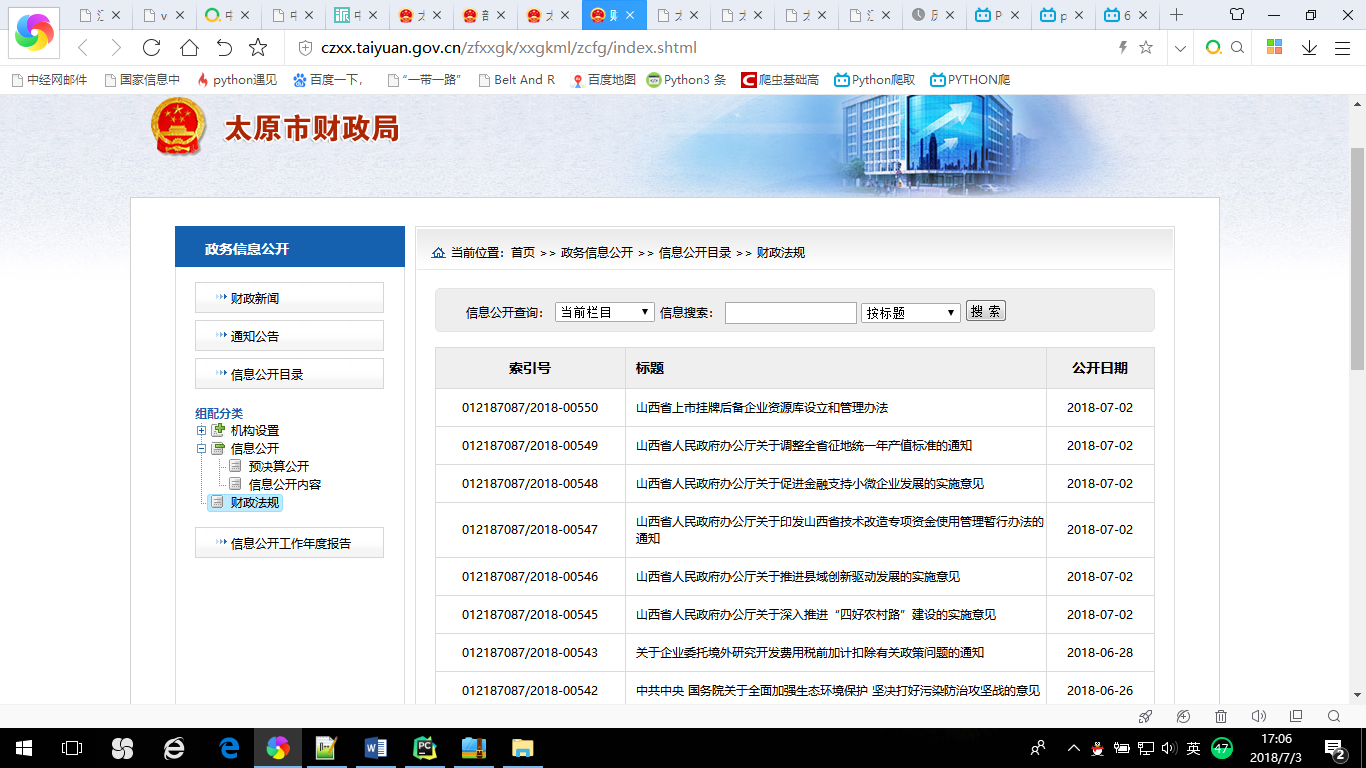 czxx.taiyuan.gov.cn/zfxxgk/xxgkml/zcfg/index.shtml
中经网邮件 国家信息中 python遇见 百度一下, “一带一路” Belt And R 百度地图 Python3 条 爬虫基础高 Python爬取 PYTHON爬
太原市财政局
政务信息公开
财政新闻
通知公告
信息公开目录
组配分类
机构设置
信息公开
预决算公开
信息公开内容
财政法规
信息公开工作年度报告
当前位置：首页 >> 政务信息公开 >> 信息公开目录 >> 财政法规
信息公开查询： 当前栏目 信息搜索： 按标题 搜 索
索引号 标题 公开日期
012187087/2018-00550 山西省上市挂牌后备企业资源库设立和管理办法 2018-07-02
012187087/2018-00549 山西省人民政府办公厅关于调整全省征地统一年产值标准的通知 2018-07-02
012187087/2018-00548 山西省人民政府办公厅关于促进金融支持小微企业发展的实施意见 2018-07-02
012187087/2018-00547 山西省人民政府办公厅关于印发山西省技术改造专项资金使用管理暂行办法的
通知 2018-07-02
012187087/2018-00546 山西省人民政府办公厅关于推进县域创新驱动发展的实施意见 2018-07-02
012187087/2018-00545 山西省人民政府办公厅关于深入推进“四好农村路”建设的实施意见 2018-07-02
012187087/2018-00543 关于企业委托境外研究开发费用税前加计扣除有关政策问题的通知 2018-06-28
012187087/2018-00542 中共中央 国务院关于全面加强生态环境保护 坚决打好污染防治攻坚战的意见 2018-06-26
英 47 17:06
2018/7/3 2